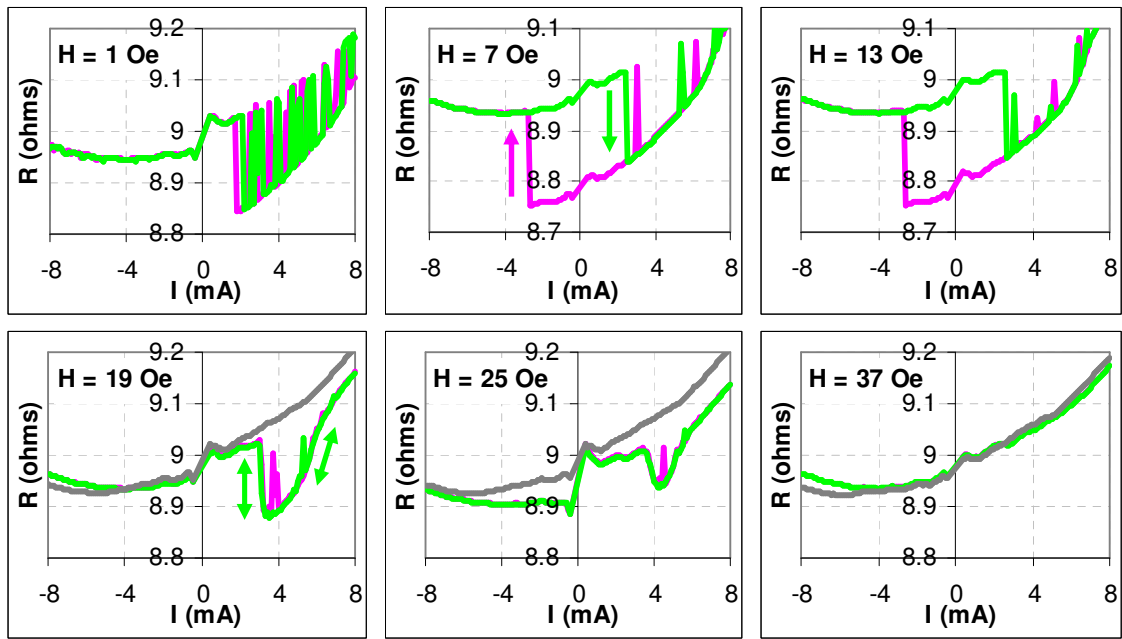 H = 1 Oe
R (ohms)
9.2
9.1
9
8.9
8.8
-8 -4 0 4 8
I (mA)
H = 7 Oe
R (ohms)
9.1
9
8.9
8.8
8.7
-8 -4 0 4 8
I (mA)
H = 13 Oe
R (ohms)
9.1
9
8.9
8.8
8.7
-8 -4 0 4 8
I (mA)
H = 19 Oe
R (ohms)
9.2
9.1
9
8.9
8.8
-8 -4 0 4 8
I (mA)
H = 25 Oe
R (ohms)
9.2
9.1
9
8.9
8.8
-8 -4 0 4 8
I (mA)
H = 37 Oe
R (ohms)
9.2
9.1
9
8.9
8.8
-8 -4 0 4 8
I (mA)